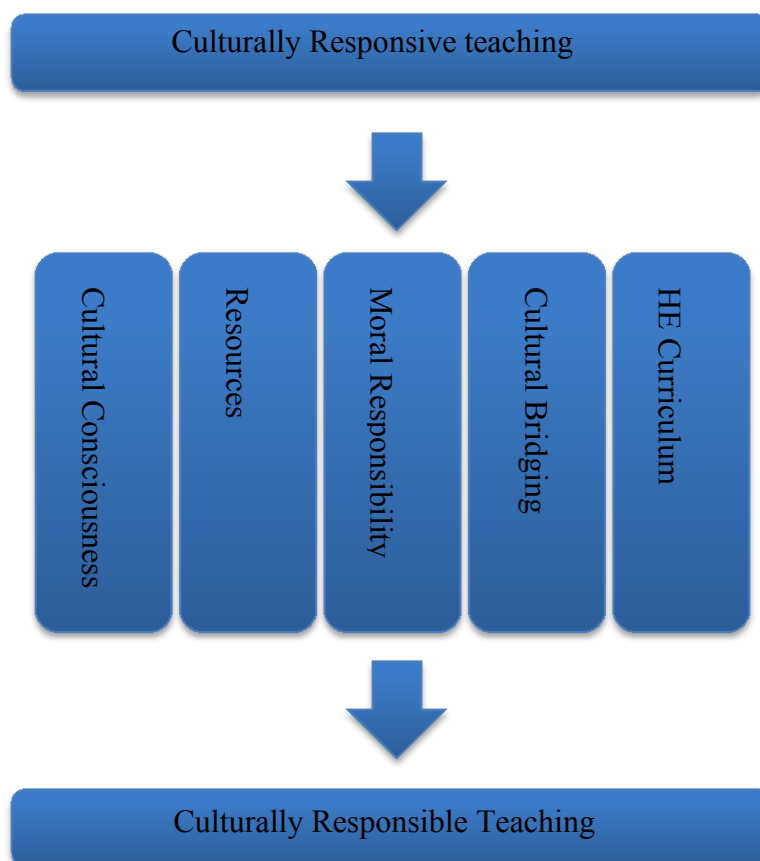 Culturally Responsive teaching
Cultural Consciousness
Resources
Moral Responsibility
Cultural Bridging
HE Curriculum
Culturally Responsible Teaching